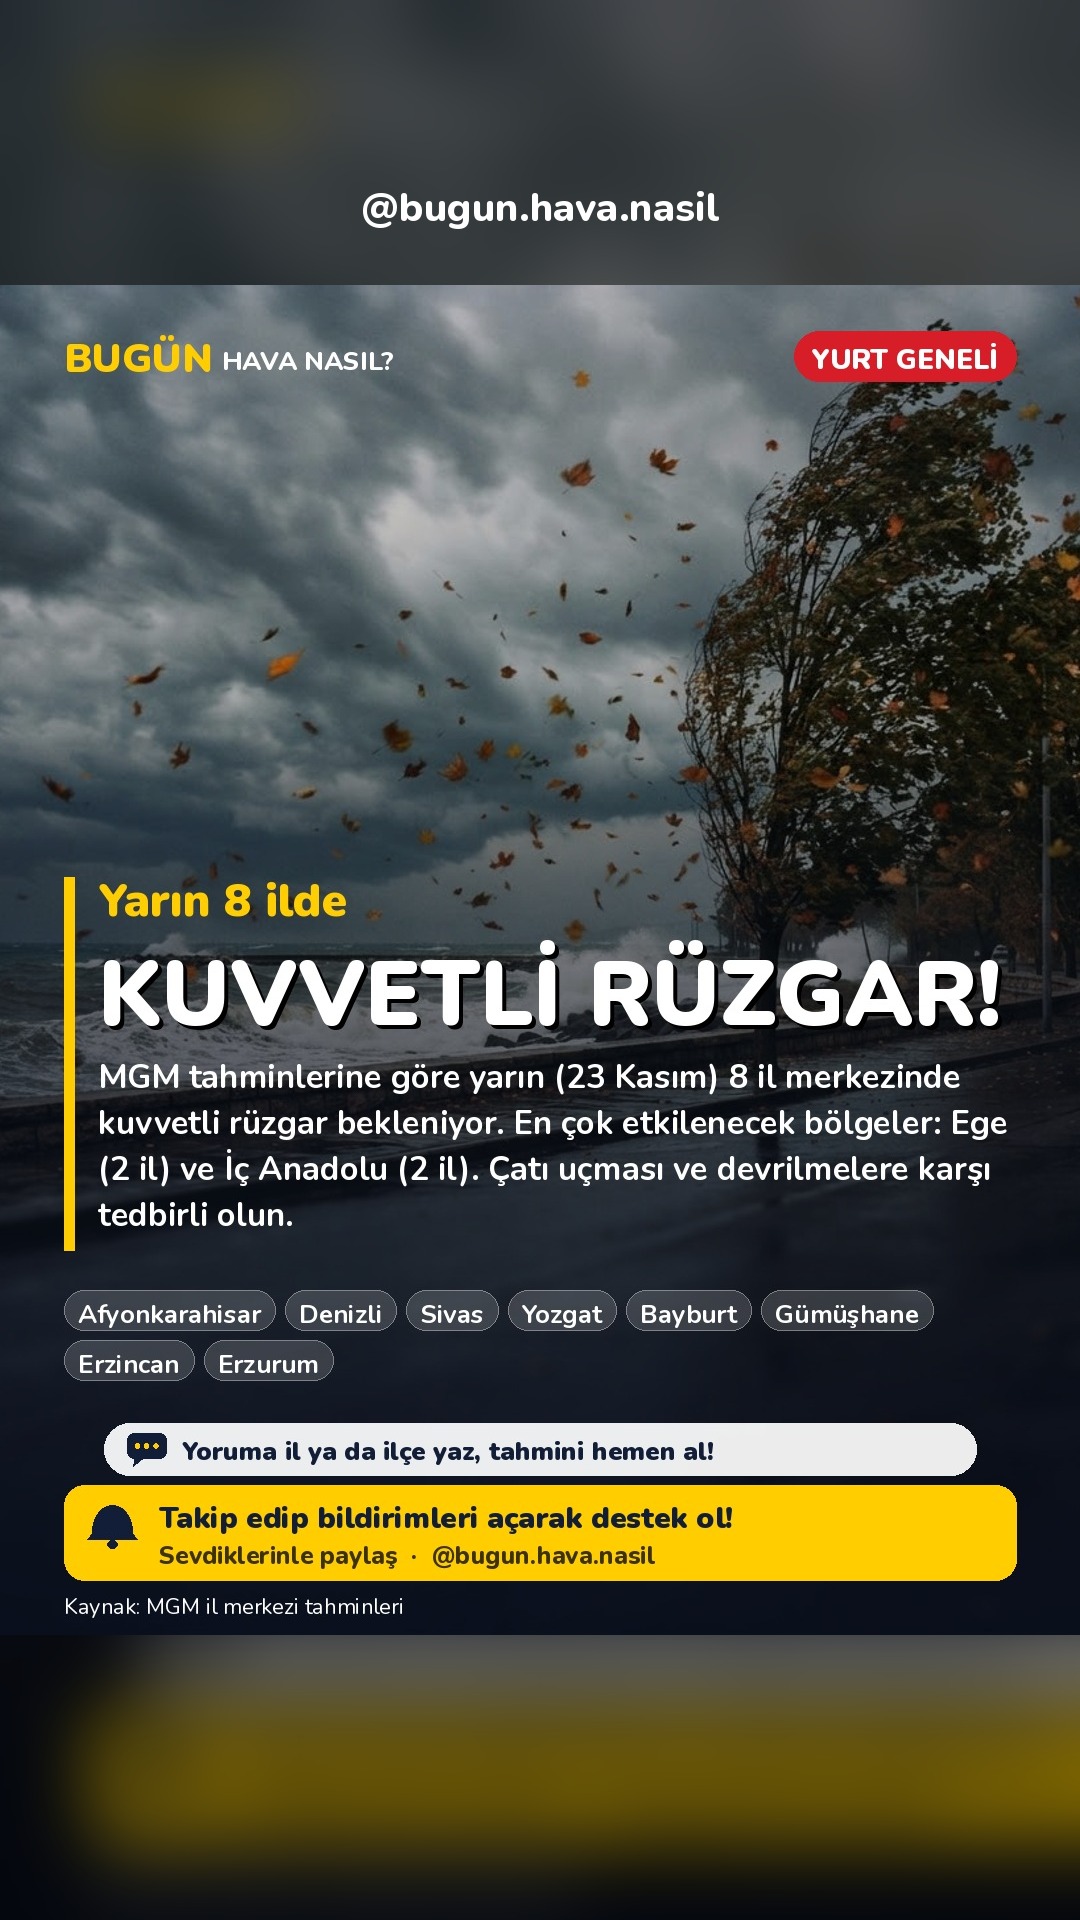 @bugun.hava.nasil
BUGÜN HAVA NASIL?
YURT GENELİ
Yarın 8 ilde
KUVVETLİ RÜZGAR!
MGM tahminlerine göre yarın (23 Kasım) 8 il merkezinde
kuvvetli rüzgar bekleniyor. En çok etkilenecek bölgeler: Ege
(2 il) ve İç Anadolu (2 il). Çatı uçması ve devrilmelere karşı
tedbirli olun.
Afyonkarahisar Denizli Sivas Yozgat Bayburt Gümüşhane
Erzincan Erzurum
Yoruma il ya da ilçe yaz, tahmini hemen al!
Takip edip bildirimleri açarak destek ol!
Sevdiklerinle paylaş · @bugun.hava.nasil
Kaynak: MGM il merkezi tahminleri